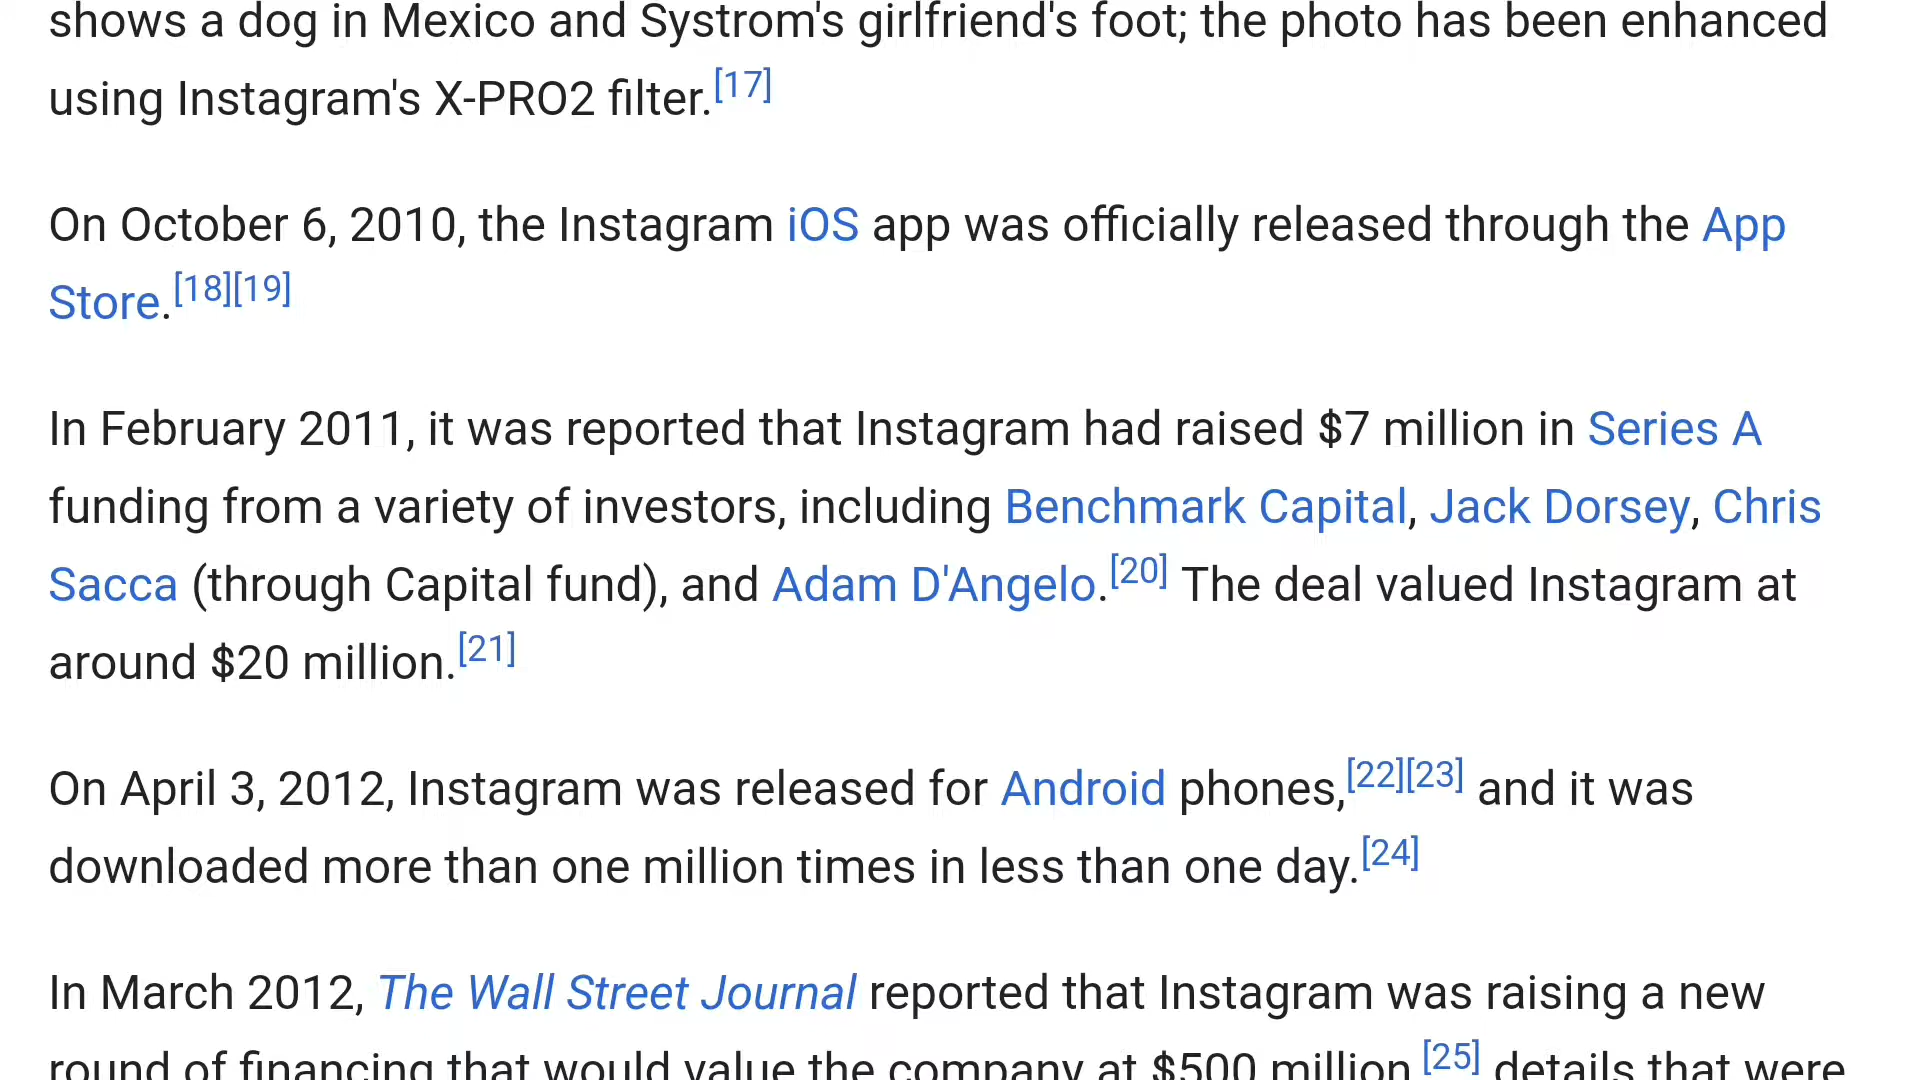 shows a dog in Mexico and Systrom's girlfriend's foot; the photo has been enhanced
using Instagram's X-PRO2 filter.[17]
On October 6, 2010, the Instagram iOS app was officially released through the App
Store.[18][19]
In February 2011, it was reported that Instagram had raised $7 million in Series A
funding from a variety of investors, including Benchmark Capital, Jack Dorsey, Chris
Sacca (through Capital fund), and Adam D'Angelo.[20] The deal valued Instagram at
around $20 million.[21]
On April 3, 2012, Instagram was released for Android phones,[22][23] and it was
downloaded more than one million times in less than one day.[24]
In March 2012, The Wall Street Journal reported that Instagram was raising a new
round of financing that would value the company at $500 million,[25] details that were